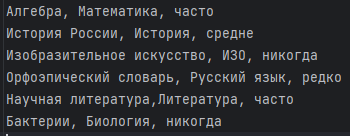 Алгебра, Математика, часто
История России, История, средне
Изобразительное искусство, ИЗО, никогда
Орфоэпический словарь, Русский язык, редко
Научная литература,Литература, часто
Бактерии, Биология, никогда